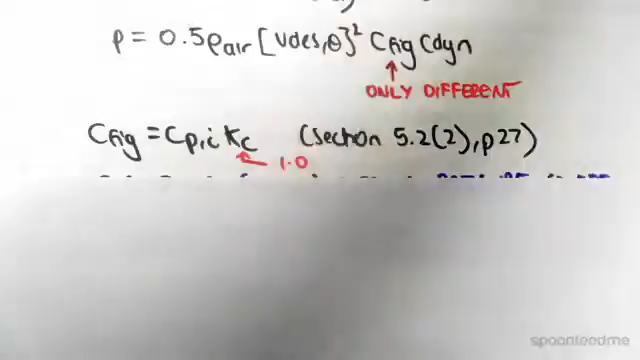 p = 0.5ρair [Vdes,θ]² Cfig Cdyn
ONLY DIFFERENT
Cfig = Cp,i Kc (Section 5.2(2), p27)
1.0
spoonfeedme